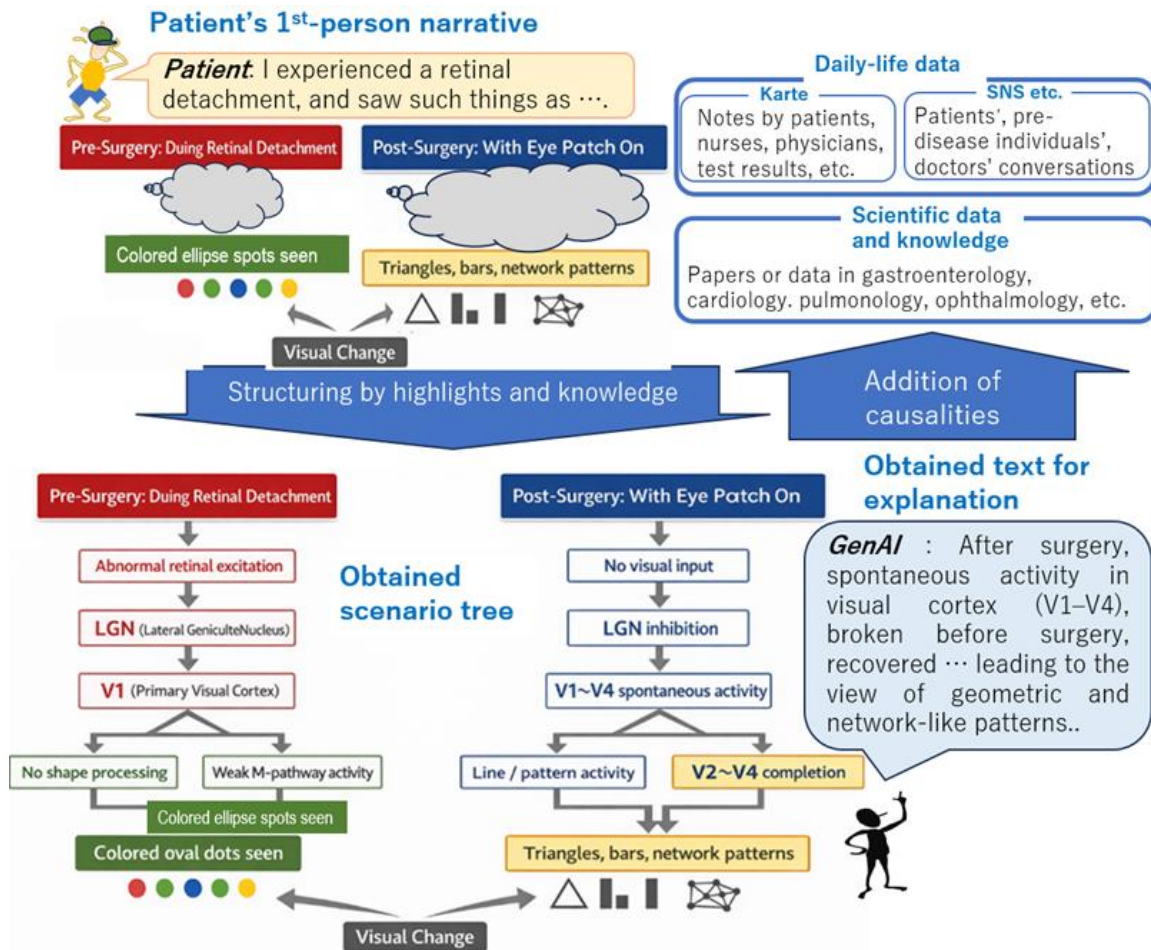 Patient's 1st-person narrative
Patient: I experienced a retinal
detachment, and saw such things as ….
Pre-Surgery: Duing Retinal Detachment
Post-Surgery: With Eye Patch On
Colored ellipse spots seen
Triangles, bars, network patterns
Visual Change
Daily-life data
Karte
Notes by patients,
nurses, physicians,
test results, etc.
SNS etc.
Patients', pre-
disease individuals',
doctors' conversations
Scientific data
and knowledge
Papers or data in gastroenterology,
cardiology. pulmonology, ophthalmology, etc.
Structuring by highlights and knowledge
Addition of
causalities
Pre-Surgery: Duing Retinal Detachment
Abnormal retinal excitation
LGN (Lateral GeniculteNucleus)
V1 (Primary Visual Cortex)
No shape processing
Weak M-pathway activity
Colored ellipse spots seen
Colored oval dots seen
Obtained
scenario tree
Post-Surgery: With Eye Patch On
No visual input
LGN inhibition
V1~V4 spontaneous activity
Line / pattern activity
V2~V4 completion
Triangles, bars, network patterns
Visual Change
Obtained text for
explanation
GenAI : After surgery,
spontaneous activity in
visual cortex (V1–V4),
broken before surgery,
recovered … leading to the
view of geometric and
network-like patterns..